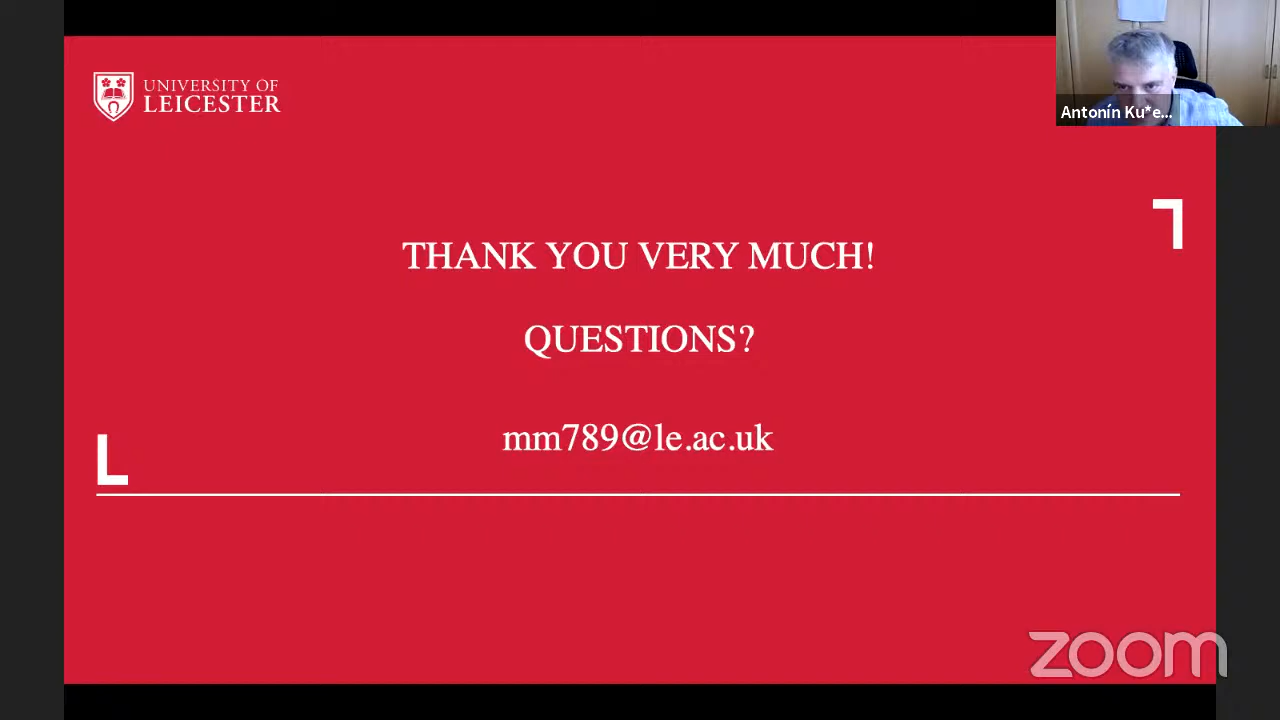 UNIVERSITY OF
LEICESTER
Antonín Ku*e...
THANK YOU VERY MUCH!
QUESTIONS?
mm789@le.ac.uk
zoom